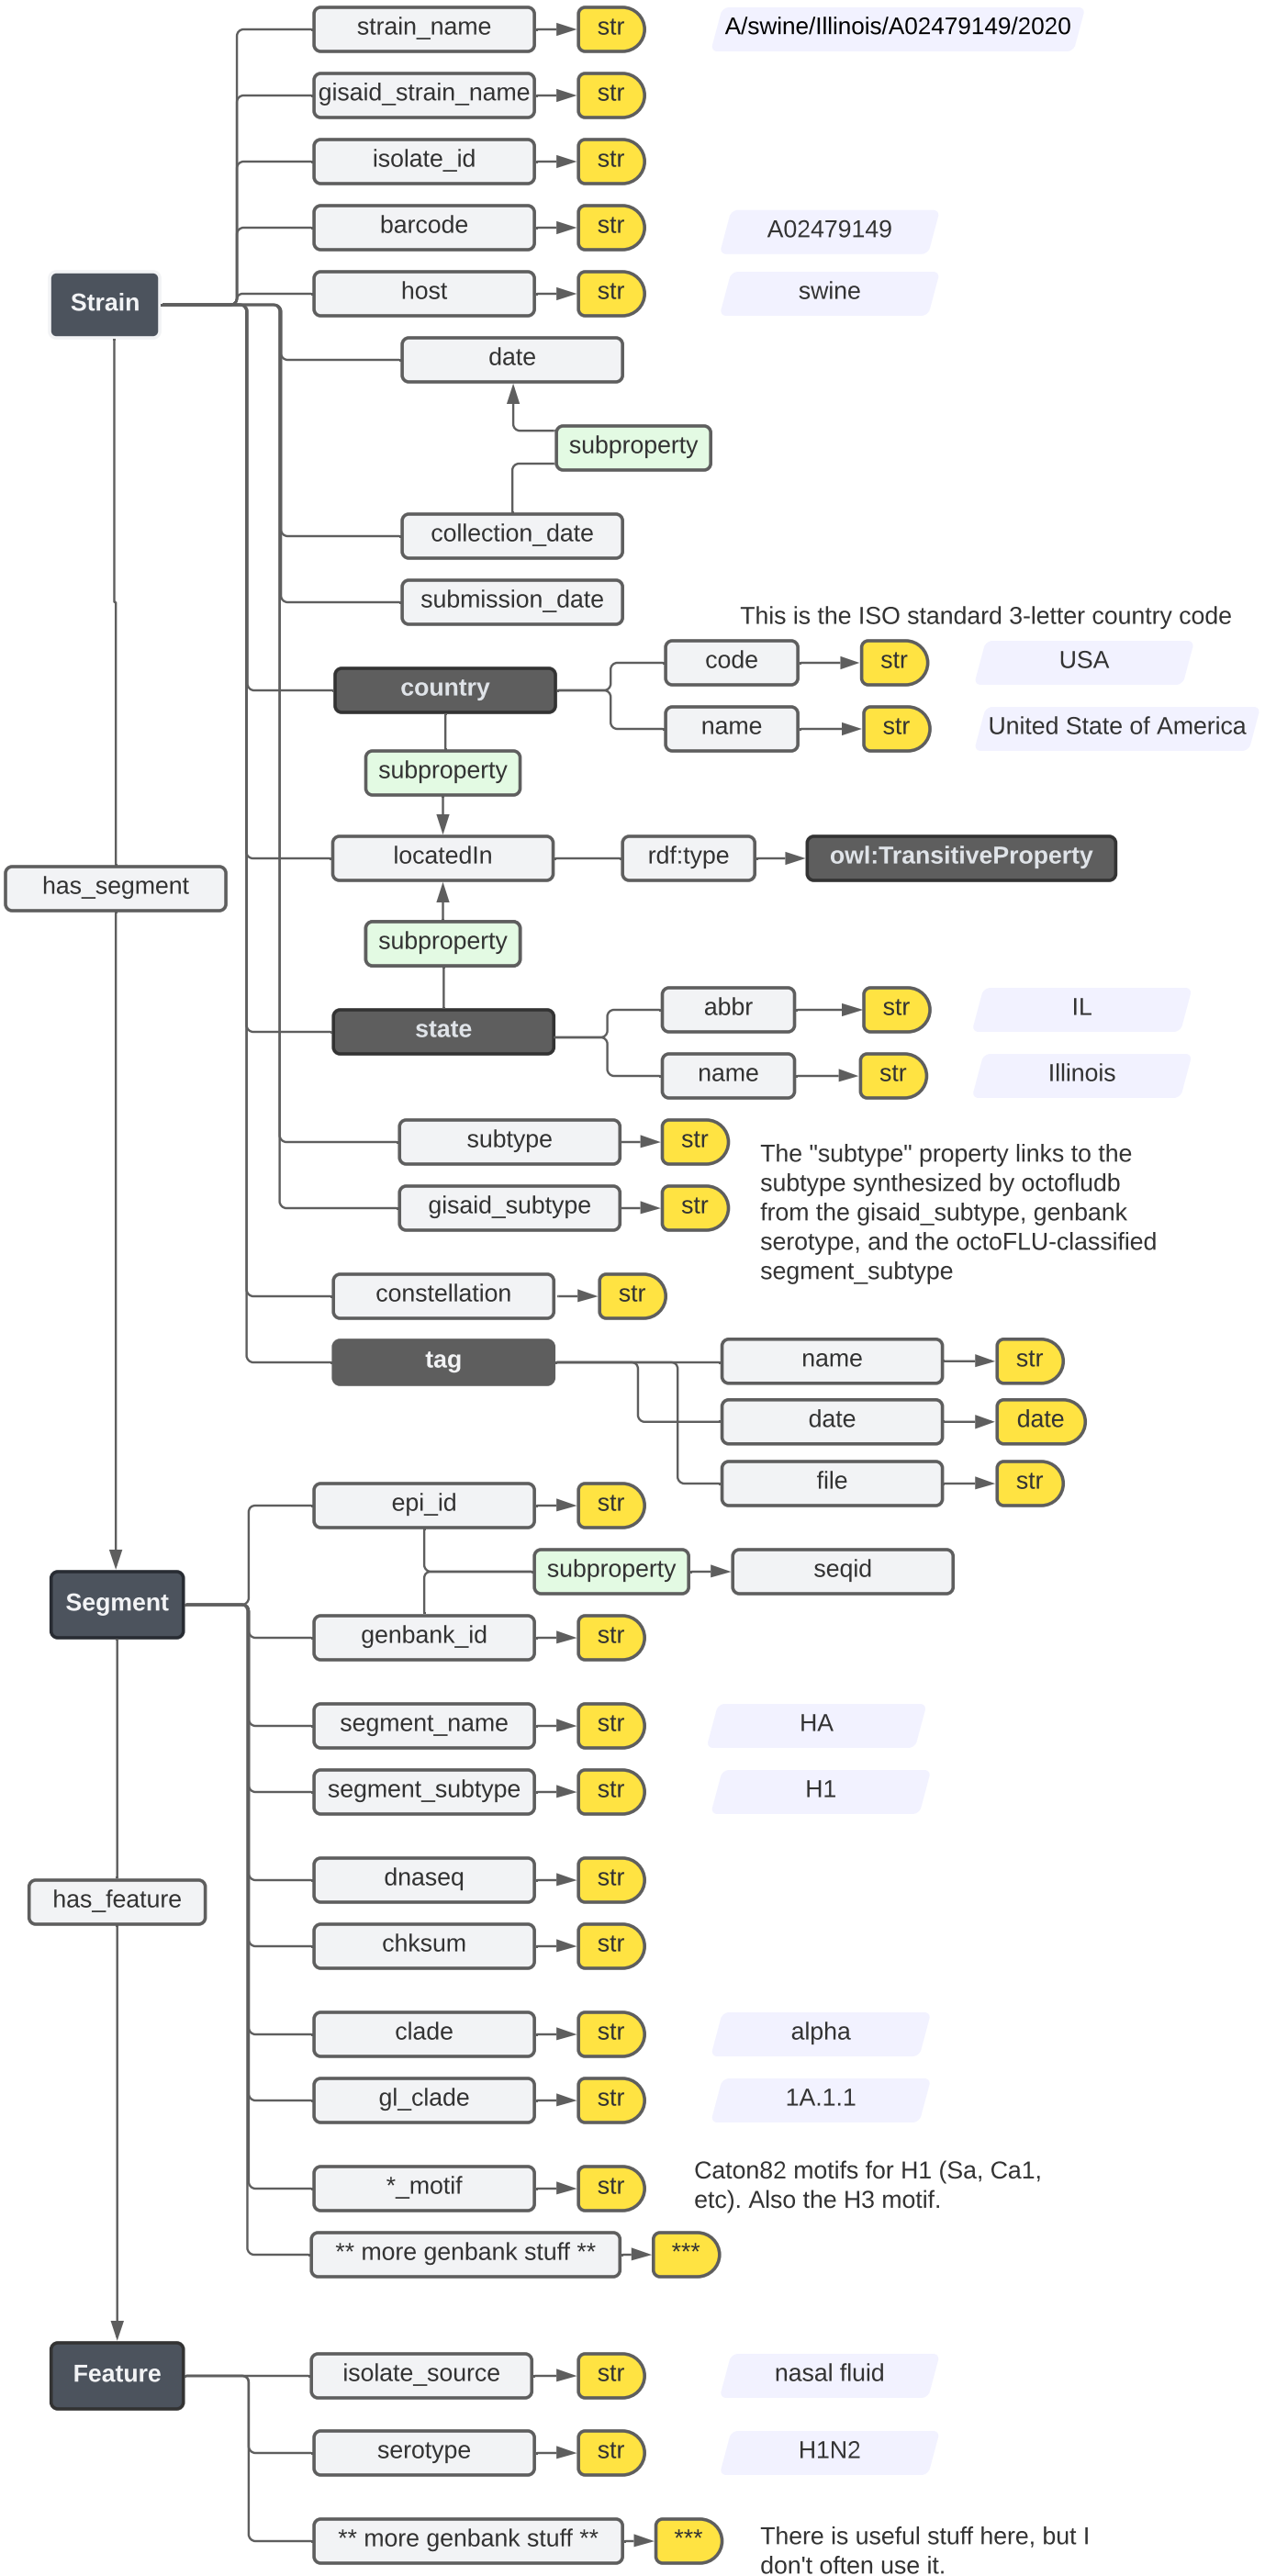 strain_name
str
A/swine/Illinois/A02479149/2020
gisaid_strain_name
str
isolate_id
str
barcode
str
A02479149
Strain
host
str
swine
date
subproperty
collection_date
submission_date
This is the ISO standard 3-letter country code
code
str
USA
country
name
str
United State of America
subproperty
locatedIn
rdf:type
owl:TransitiveProperty
has_segment
subproperty
abbr
str
IL
state
name
str
Illinois
subtype
str
The "subtype" property links to the
subtype synthesized by octofludb
from the gisaid_subtype, genbank
serotype, and the octoFLU-classified
segment_subtype
gisaid_subtype
str
constellation
str
tag
name
str
date
date
file
str
epi_id
str
subproperty
seqid
Segment
genbank_id
str
segment_name
str
HA
segment_subtype
str
H1
dnaseq
str
has_feature
chksum
str
clade
str
alpha
gl_clade
str
1A.1.1
*_motif
str
Caton82 motifs for H1 (Sa, Ca1,
etc). Also the H3 motif.
** more genbank stuff **
***
Feature
isolate_source
str
nasal fluid
serotype
str
H1N2
** more genbank stuff **
***
There is useful stuff here, but I
don't often use it.